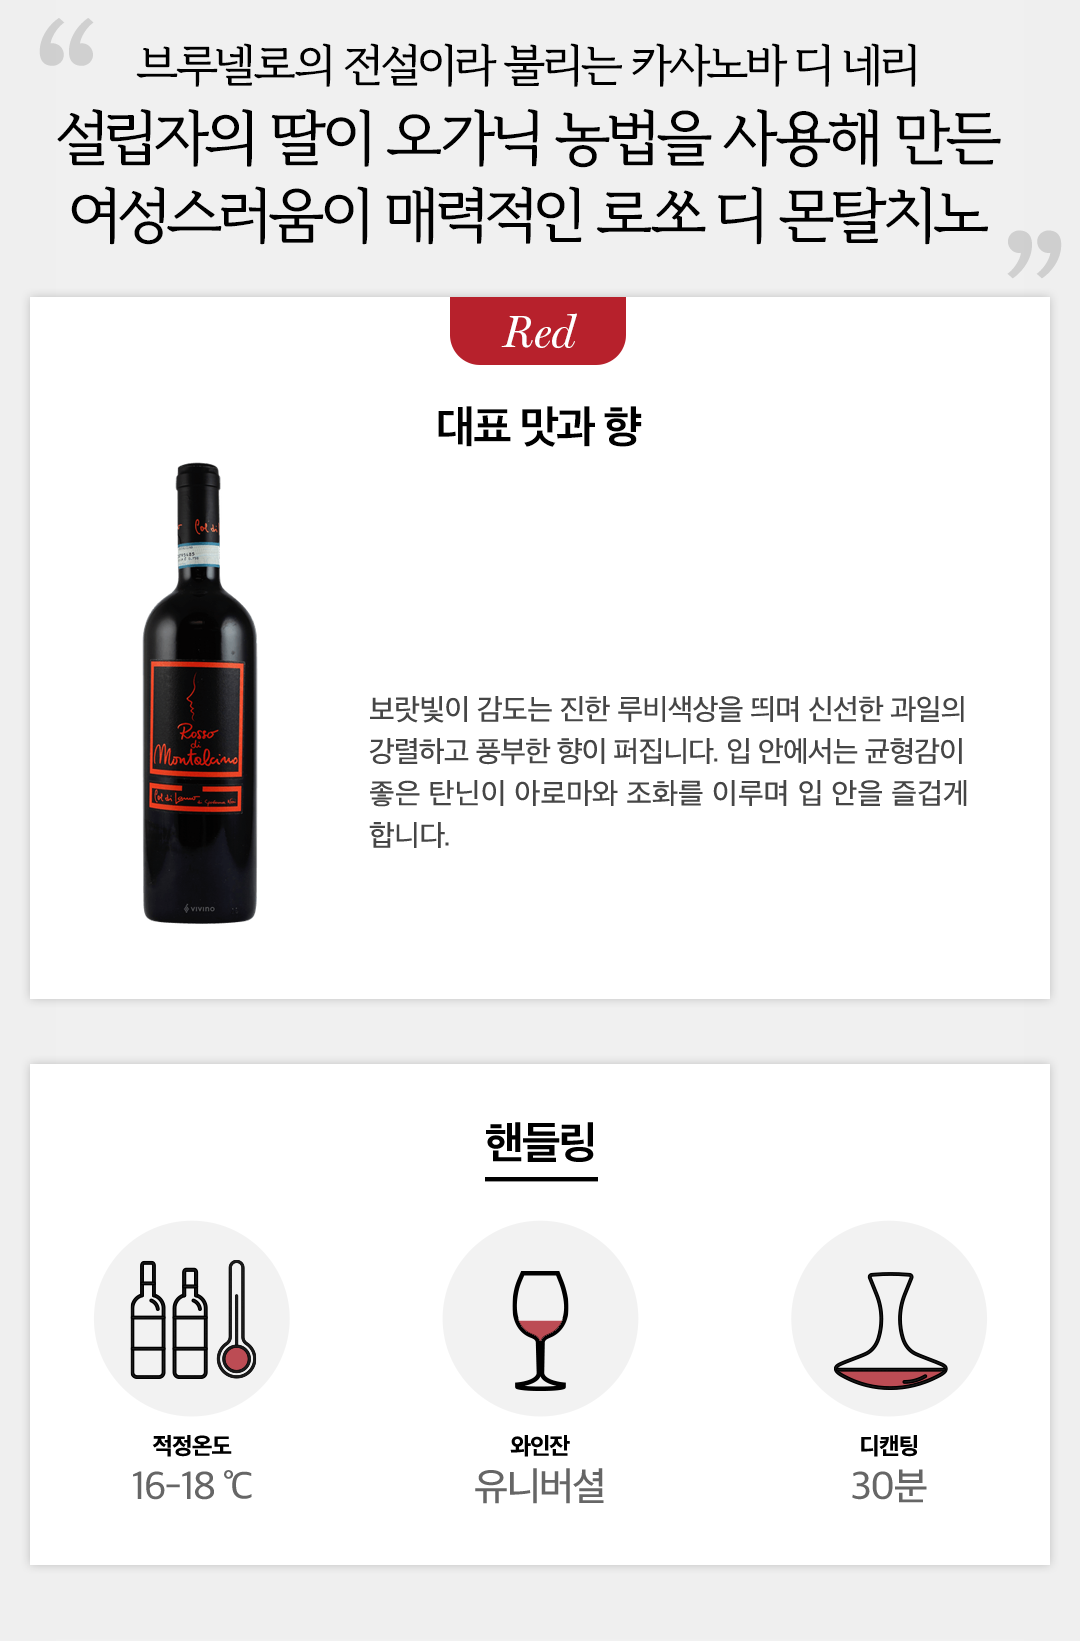 브루넬로의 전설이라 불리는 카사노바 디 네리
설립자의 딸이 오가닉 농법을 사용해 만든
여성스러움이 매력적인 로쏘 디 몬탈치노
Red
대표 맛과 향
Col di
Rosso
di
Montalcino
Col di Lamo
vivino
보랏빛이 감도는 진한 루비색상을 띄며 신선한 과일의
강렬하고 풍부한 향이 퍼집니다. 입 안에서는 균형감이
좋은 탄닌이 아로마와 조화를 이루며 입 안을 즐겁게
합니다.
핸들링
적정온도
16-18 ℃
와인잔
유니버셜
디캔팅
30분